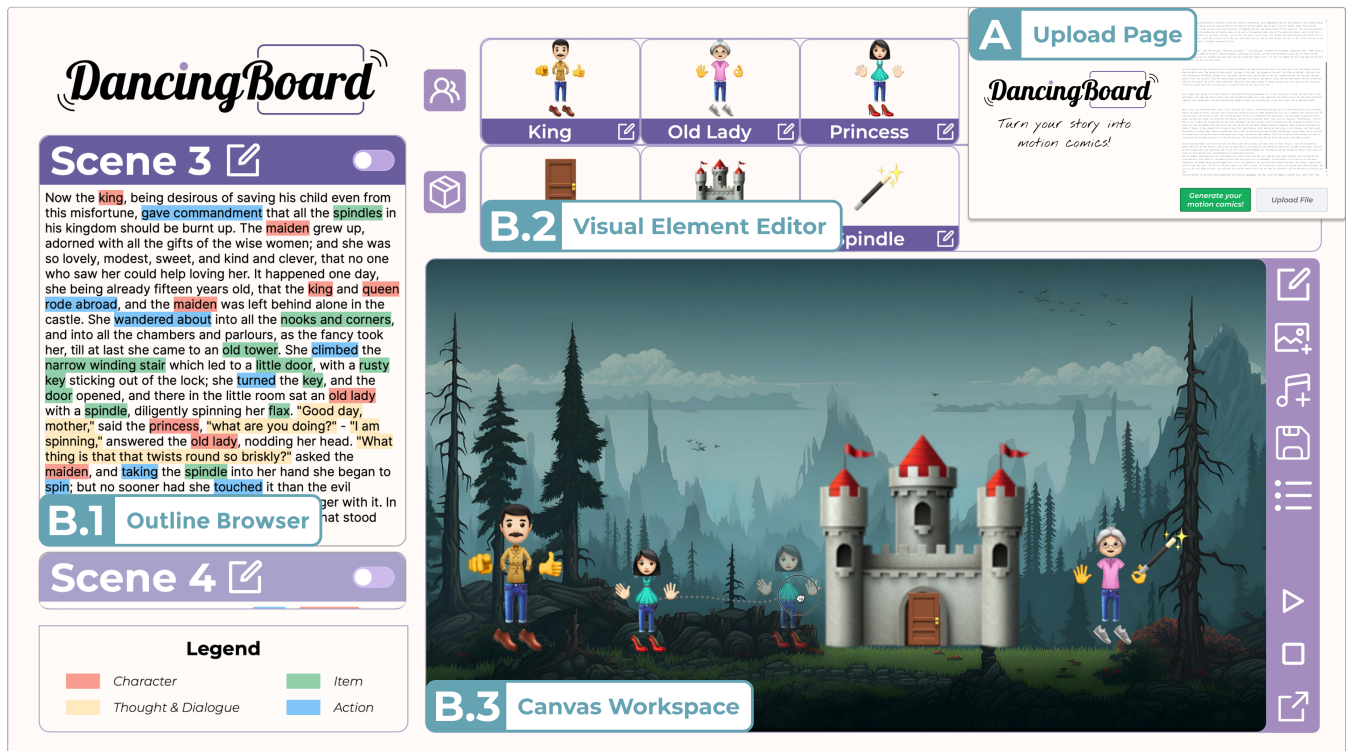 DancingBoard
Scene 3
Now the king, being desirous of saving his child even from
this misfortune, gave commandment that all the spindles in
his kingdom should be burnt up. The maiden grew up,
adorned with all the gifts of the wise women; and she was
so lovely, modest, sweet, and kind and clever, that no one
who saw her could help loving her. It happened one day,
she being already fifteen years old, that the king and queen
rode abroad, and the maiden was left behind alone in the
castle. She wandered about into all the nooks and corners,
and into all the chambers and parlours, as the fancy took
her, till at last she came to an old tower. She climbed the
narrow winding stair which led to a little door, with a rusty
key sticking out of the lock; she turned the key, and the
door opened, and there in the little room sat an old lady
with a spindle, diligently spinning her flax. "Good day,
mother," said the princess, "what are you doing?" - "I am
spinning," answered the old lady, nodding her head. "What
thing is that that twists round so briskly?" asked the
maiden, and taking the spindle into her hand she began to
spin; but no sooner had she touched it than the evil
ger with it. In
hat stood
B.1 Outline Browser
Scene 4
Legend
Character
Item
Thought & Dialogue
Action
King
Old Lady
Princess
B.2 Visual Element Editor
pindle
A Upload Page
DancingBoard
Turn your story into
motion comics!
Generate your
motion comics!
Upload File
B.3 Canvas Workspace